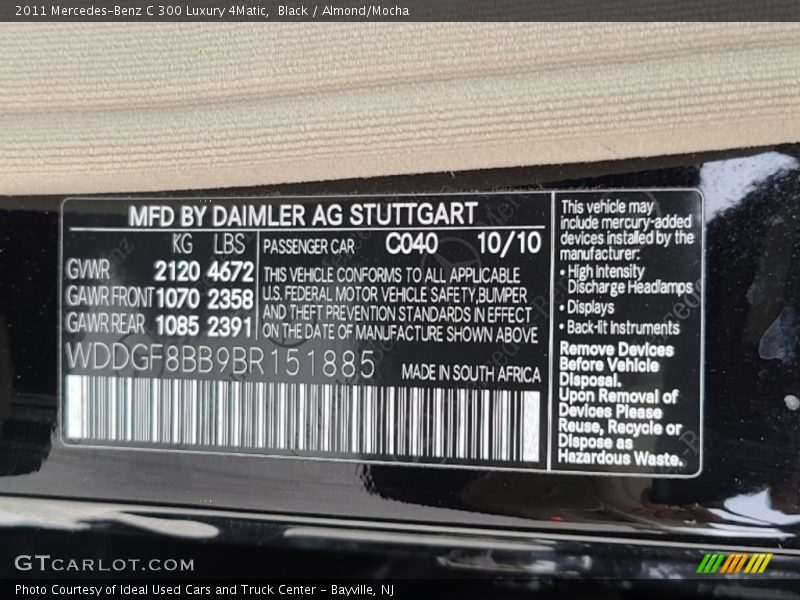 2011 Mercedes-Benz C 300 Luxury 4Matic,  Black / Almond/Mocha
MFD BY DAIMLER AG STUTTGART
KG LBS
GVWR 2120 4672
GAWR FRONT 1070 2358
GAWR REAR 1085 2391
PASSENGER CAR C040 10/10
THIS VEHICLE CONFORMS TO ALL APPLICABLE
U.S. FEDERAL MOTOR VEHICLE SAFETY,BUMPER
AND THEFT PREVENTION STANDARDS IN EFFECT
ON THE DATE OF MANUFACTURE SHOWN ABOVE
WDDGF8BB9BR151885
MADE IN SOUTH AFRICA
This vehicle may
include mercury-added
devices installed by the
manufacturer:
• High Intensity
Discharge Headlamps
• Displays
• Back-lit Instruments
Remove Devices
Before Vehicle
Disposal.
Upon Removal of
Devices Please
Reuse, Recycle or
Dispose as
Hazardous Waste.
GTCARLOT.COM
Photo Courtesy of Ideal Used Cars and Truck Center - Bayville, NJ